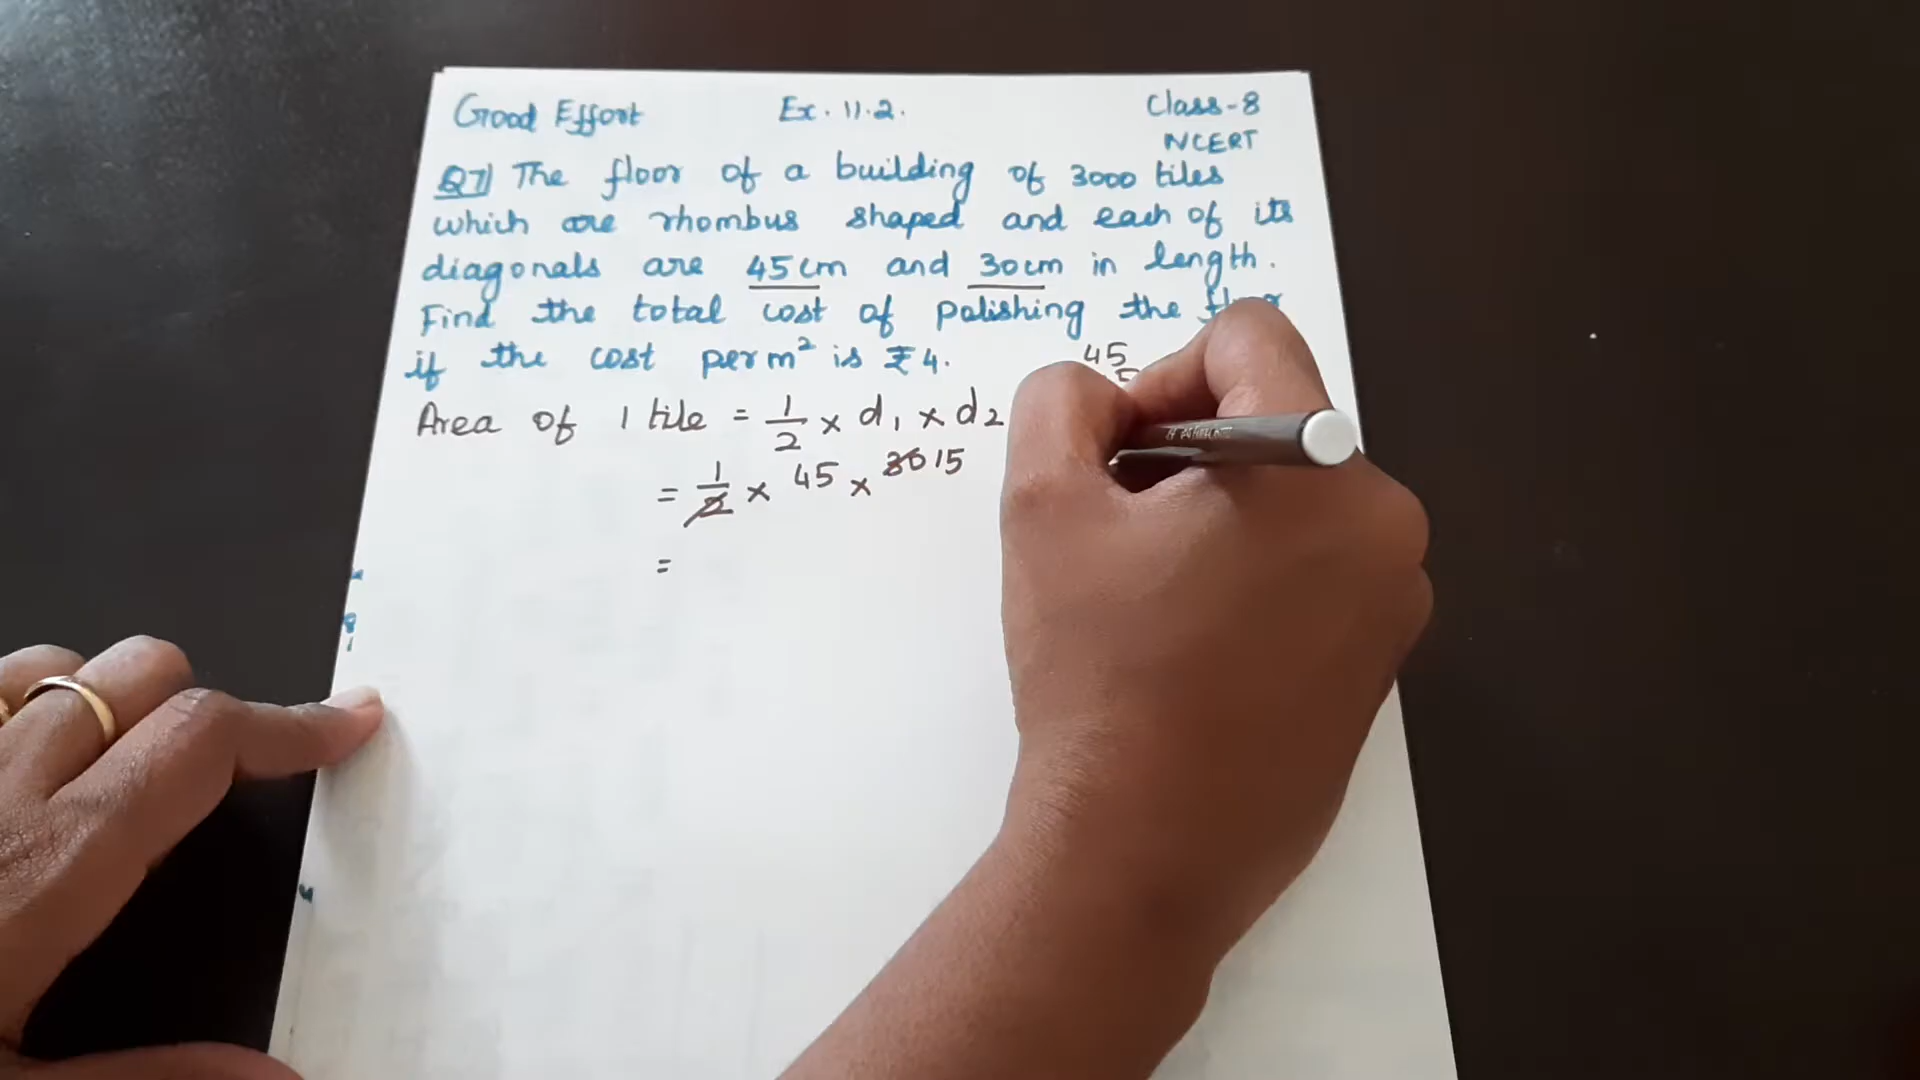 Good Effort Ex. 11.2. Class-8
NCERT
Q7) The floor of a building of 3000 tiles
which are rhombus shaped and each of its
diagonals are 45cm and 30cm in length.
Find the total cost of polishing the floor
if the cost per m² is ₹4.
45
Area of 1 tile = 1/2 × d₁ × d₂
= 1/2 × 45 × 30 15
=